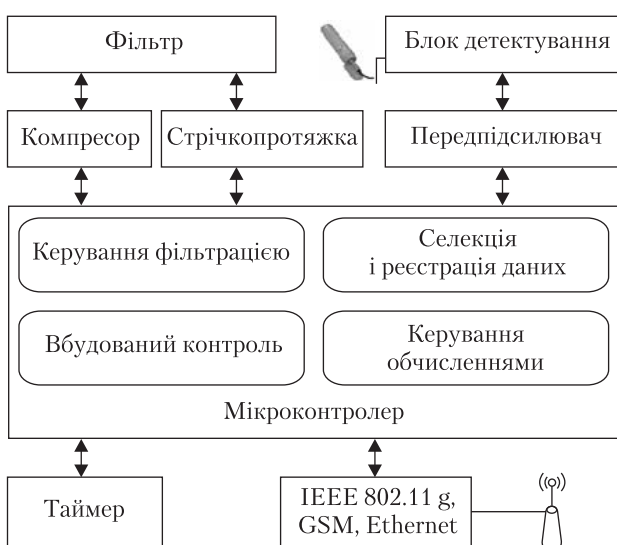 Фільтр
Блок детектування
Компресор
Стрічкопротяжка
Передпідсилювач
Керування фільтрацією
Селекція
і реєстрація даних
Вбудований контроль
Керування
обчисленнями
Мікроконтролер
Таймер
IEEE 802.11 g,
GSM, Ethernet